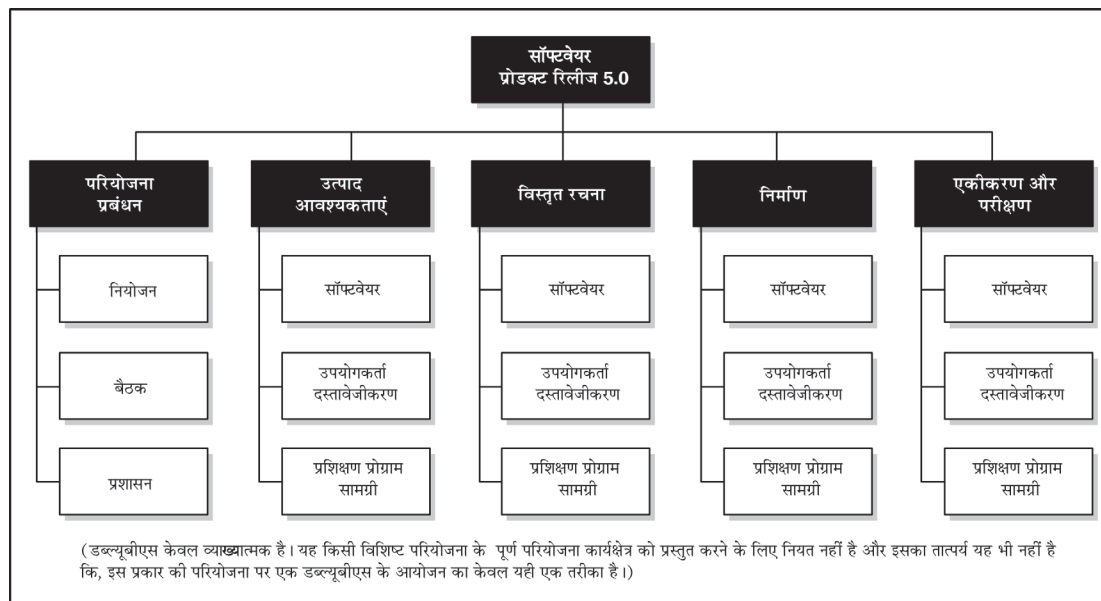 सॉफ्टवेयर
प्रोडक्ट रिलीज 5.0
परियोजना
प्रबंधन
नियोजन
बैठक
प्रशासन
उत्पाद
आवश्यकताएं
सॉफ्टवेयर
उपयोगकर्ता
दस्तावेजीकरण
प्रशिक्षण प्रोग्राम
सामग्री
विस्तृत रचना
सॉफ्टवेयर
उपयोगकर्ता
दस्तावेजीकरण
प्रशिक्षण प्रोग्राम
सामग्री
निर्माण
सॉफ्टवेयर
उपयोगकर्ता
दस्तावेजीकरण
प्रशिक्षण प्रोग्राम
सामग्री
एकीकरण और
परीक्षण
सॉफ्टवेयर
उपयोगकर्ता
दस्तावेजीकरण
प्रशिक्षण प्रोग्राम
सामग्री
(डब्ल्यूबीएस केवल व्याख्यात्मक है। यह किसी विशिष्ट परियोजना के पूर्ण परियोजना कार्यक्षेत्र को प्रस्तुत करने के लिए नियत नहीं है और इसका तात्पर्य यह भी नहीं है
कि, इस प्रकार की परियोजना पर एक डब्ल्यूबीएस के आयोजन का केवल यही एक तरीका है।)